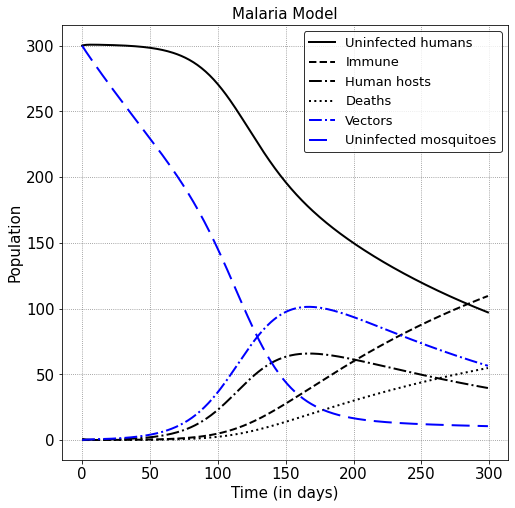 Malaria Model
Uninfected humans
Immune
Human hosts
Deaths
Vectors
Uninfected mosquitoes
300
250
200
150
100
50
0
Population
0 50 100 150 200 250 300
Time (in days)